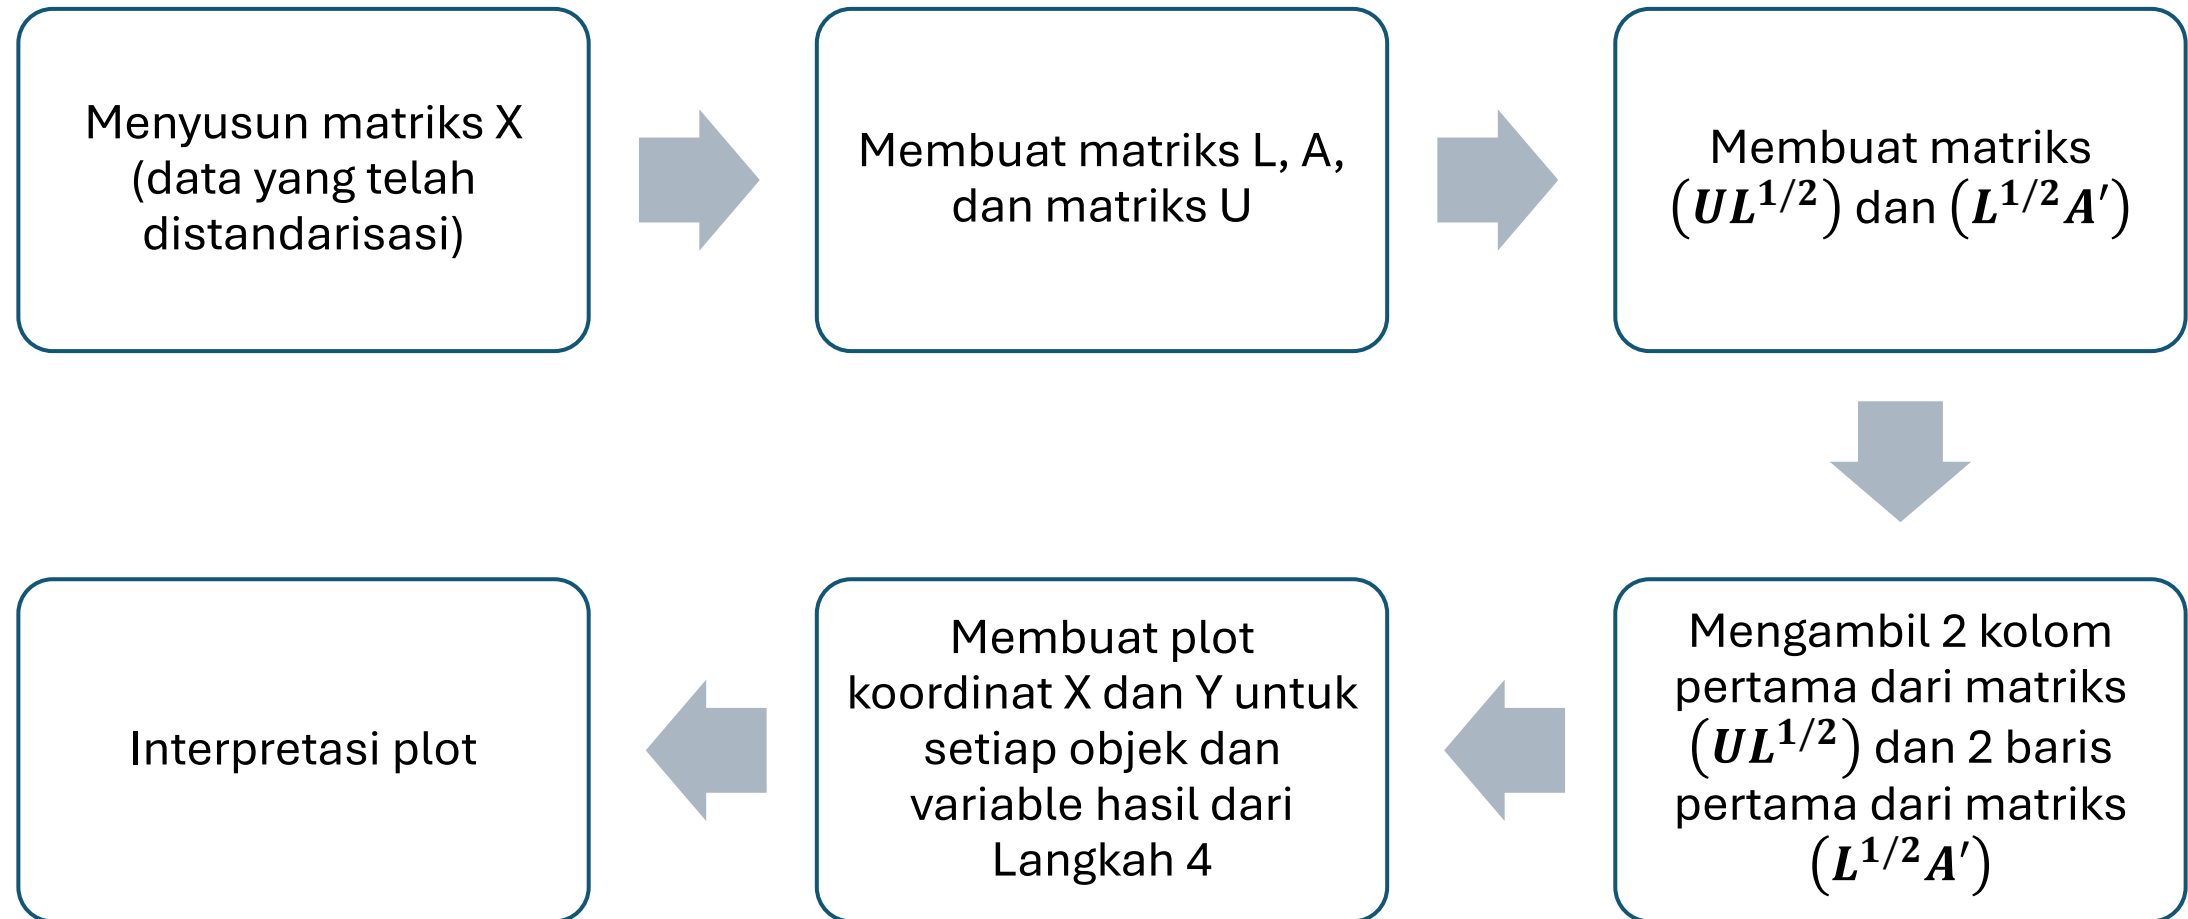 Menyusun matriks X
(data yang telah
distandarisasi)
Membuat matriks L, A,
dan matriks U
Membuat matriks
(𝑼𝑳^{𝟏/𝟐}) dan (𝑳^{𝟏/𝟐}𝑨′)
Mengambil 2 kolom
pertama dari matriks
(𝑼𝑳^{𝟏/𝟐}) dan 2 baris
pertama dari matriks
(𝑳^{𝟏/𝟐}𝑨′)
Membuat plot
koordinat X dan Y untuk
setiap objek dan
variable hasil dari
Langkah 4
Interpretasi plot